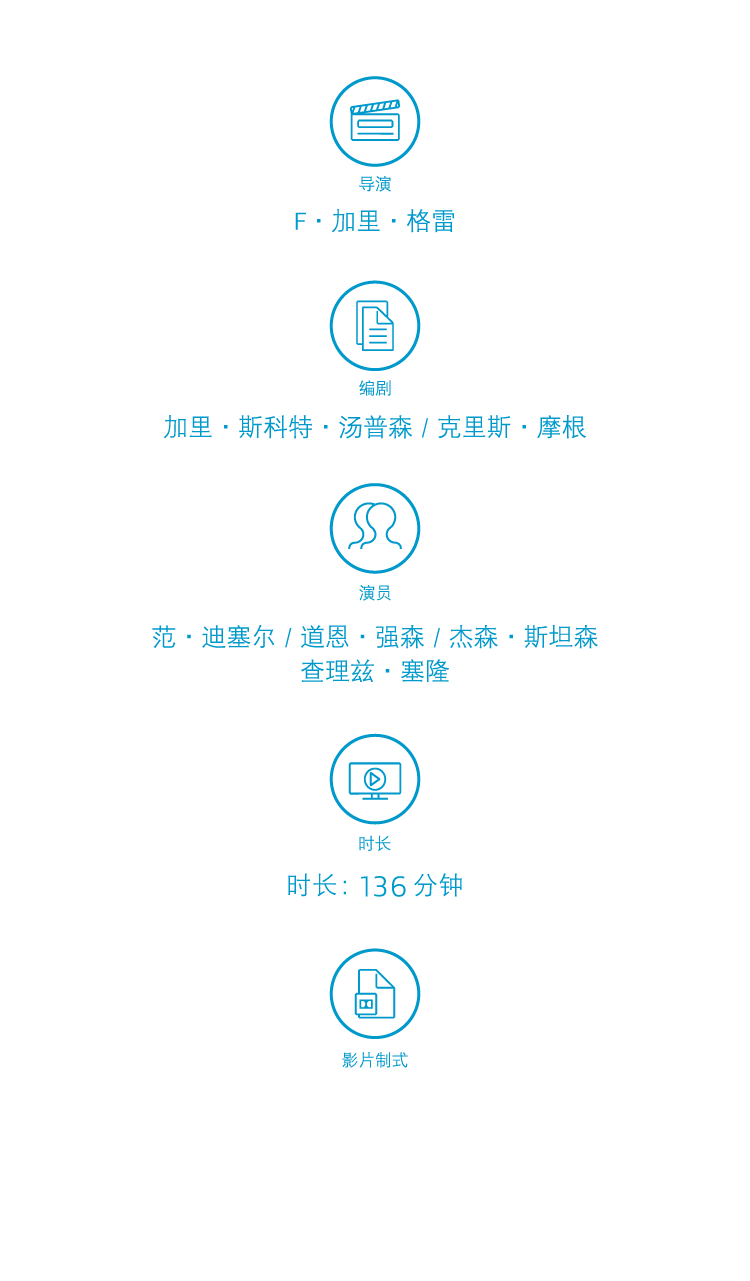 导演
F·加里·格雷
编剧
加里·斯科特·汤普森 / 克里斯·摩根
演员
范·迪塞尔 / 道恩·强森 / 杰森·斯坦森
查理兹·塞隆
时长
时长: 136 分钟
影片制式